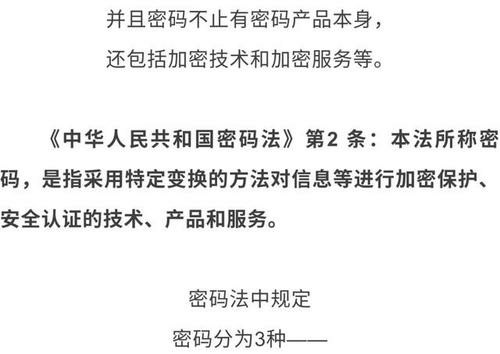 并且密码不止有密码产品本身，
还包括加密技术和加密服务等。
《中华人民共和国密码法》第2 条：本法所称密
码，是指采用特定变换的方法对信息等进行加密保护、
安全认证的技术、产品和服务。
密码法中规定
密码分为3种——